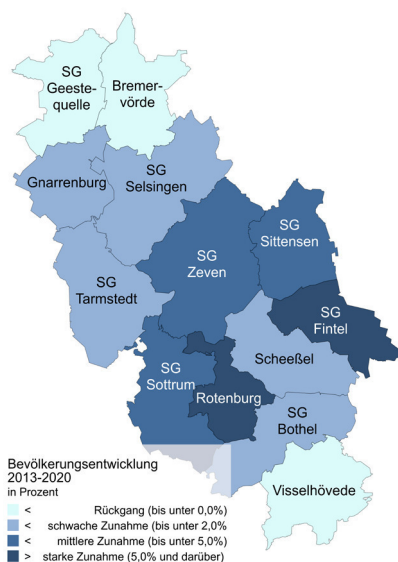 SG
Geeste-
quelle
Bremer-
vörde
Gnarrenburg
SG
Selsingen
SG
Sittensen
SG
Zeven
SG
Tarmstedt
SG
Fintel
Scheeßel
SG
Sottrum
Rotenburg
SG
Bothel
Visselhövede
Bevölkerungsentwicklung
2013-2020
in Prozent
< Rückgang (bis unter 0,0%)
< schwache Zunahme (bis unter 2,0%)
< mittlere Zunahme (bis unter 5,0%)
> starke Zunahme (5,0% und darüber)